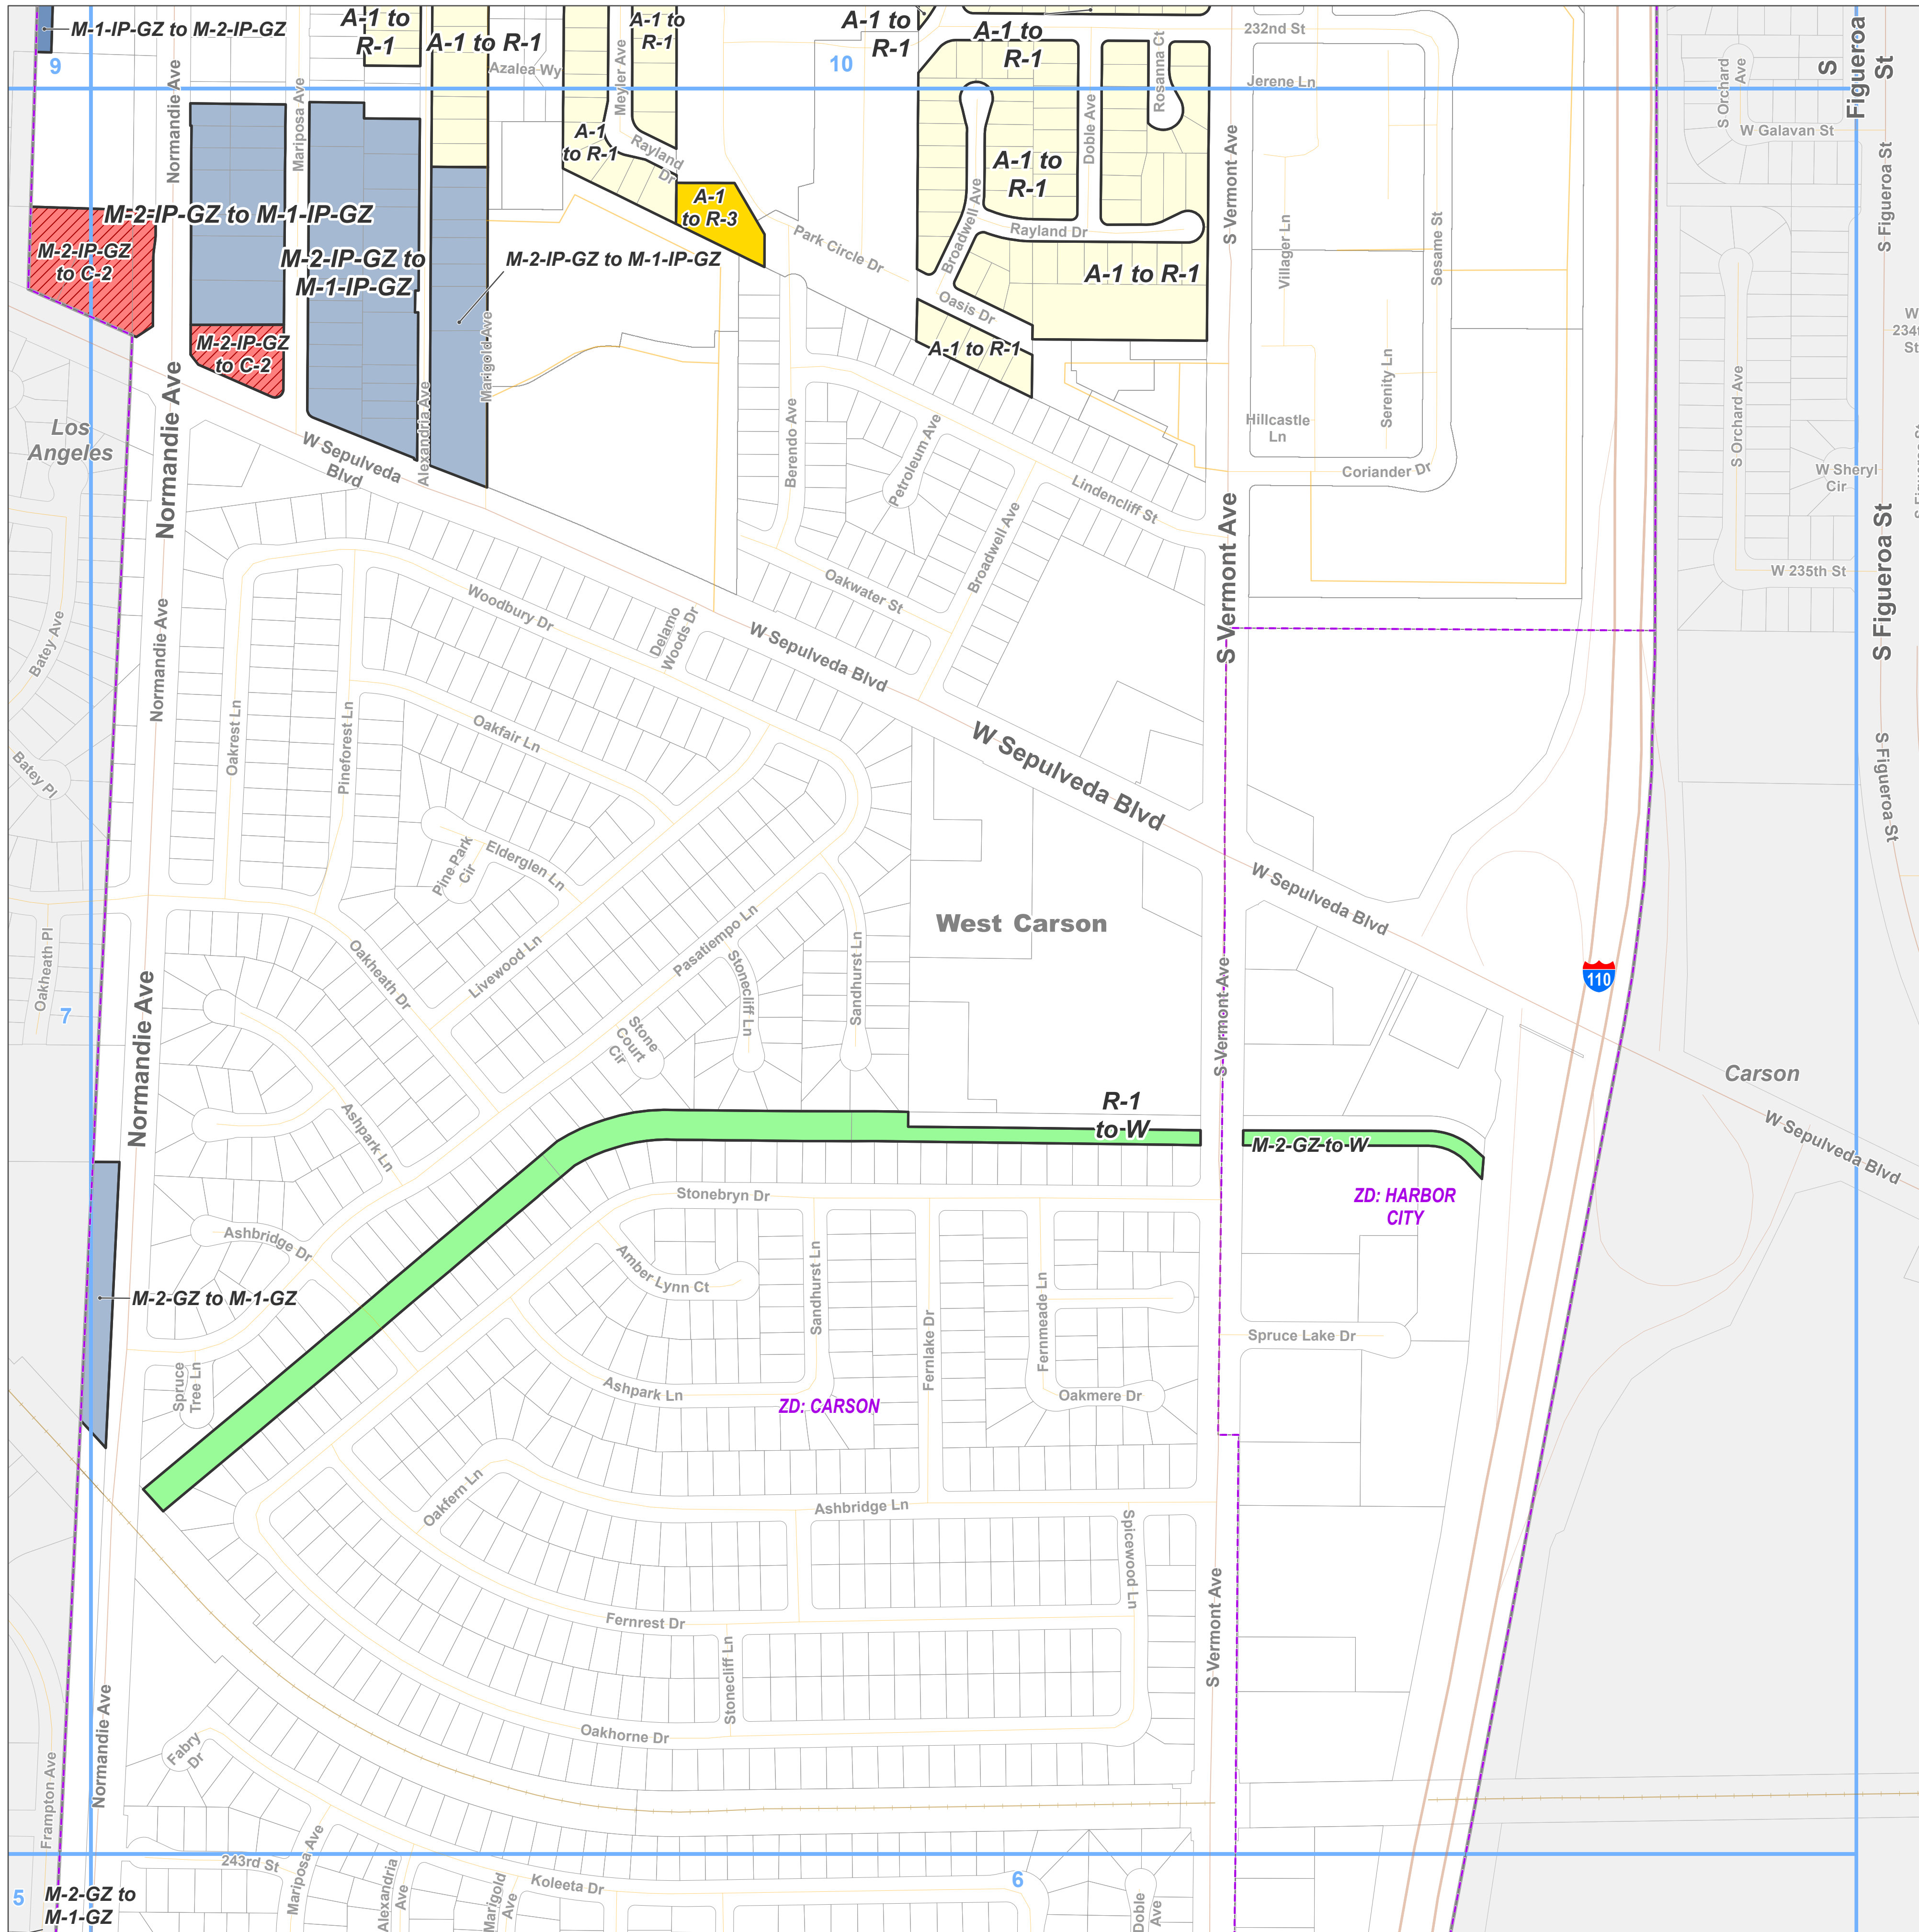 M-1-IP-GZ to M-2-IP-GZ
9
A-1 to
R-1
A-1 to R-1
A-1 to
R-1
A-1 to
R-1
A-1 to
R-1
10
232nd St
Jerene Ln
Azalea Wy
Normandie Ave
Mariposa Ave
Meyler Ave
Rayland
Dr
A-1
to R-1
A-1
to R-3
A-1 to
R-1
Doble Ave
Rosanna Ct
S Vermont Ave
S Orchard
Ave
W Galavan St
S
Figueroa
St
S Figueroa St
M-2-IP-GZ to M-1-IP-GZ
M-2-IP-GZ
to C-2
M-2-IP-GZ to
M-1-IP-GZ
M-2-IP-GZ to M-1-IP-GZ
M-2-IP-GZ
to C-2
Park Circle Dr
Broadwell Ave
Rayland Dr
A-1 to R-1
Oasis Dr
A-1 to R-1
Villager Ln
Sesame St
Serenity Ln
Hillcastle
Ln
Coriander Dr
W
234th
St
S Orchard Ave
W Sheryl
Cir
W 235th St
S Figueroa St
Los
Angeles
Normandie Ave
Alexandria Ave
Marigold Ave
W Sepulveda
Blvd
Berendo Ave
Petroleum Ave
Lindencliff St
Broadwell Ave
Oakwater St
S Vermont Ave
Batey Ave
Batey Pl
Normandie Ave
Woodbury Dr
Delamo
Woods Dr
W Sepulveda Blvd
Oakrest Ln
Pineforest Ln
Oakfair Ln
W Sepulveda Blvd
S Figueroa St
Pine Park
Cir
Elderglen Ln
W Sepulveda Blvd
West Carson
Oakheath Pl
7
Oakheath Dr
Livewood Ln
Pasatiempo Ln
Stonecliff Ln
Sandhurst Ln
Stone
Court
Cir
S Vermont Ave
110
Carson
W Sepulveda Blvd
Normandie Ave
Ashpark Ln
R-1
to W
M-2-GZ to W
ZD: HARBOR
CITY
Stonebryn Dr
Ashbridge Dr
Amber Lynn Ct
Sandhurst Ln
Fernlake Dr
Fernmeade Ln
M-2-GZ to M-1-GZ
Spruce Lake Dr
Spruce
Tree Ln
Ashpark Ln
ZD: CARSON
Oakmere Dr
Oakfern Ln
Ashbridge Ln
Spicewood Ln
Fernrest Dr
Stonecliff Ln
S Vermont Ave
Oakhorne Dr
Fabry
Dr
Normandie Ave
Frampton Ave
243rd St
Mariposa Ave
Alexandria
Ave
Marigold
Ave
Koleeta Dr
6
Doble
Ave
5
M-2-GZ to
M-1-GZ